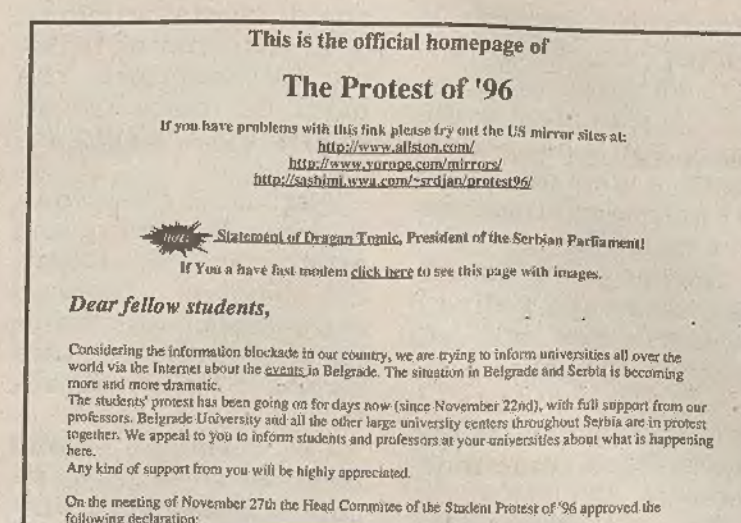 This is the official homepage of
The Protest of '96
If you have problems with this link please try out the US mirror sites at:
http://www.allston.com/
http://www.yurope.com/mirrors/
http://sashimi.wwa.com/~srdjan/protest96/
HOT: Statement of Dragan Tomic, President of the Serbian Parliament!
If You a have fast modem click here to see this page with images.
Dear fellow students,
Considering the information blockade in our country, we are trying to inform universities all over the
world via the Internet about the events in Belgrade. The situation in Belgrade and Serbia is becoming
more and more dramatic.
The students' protest has been going on for days now (since November 22nd), with full support from our
professors. Belgrade University and all the other large university centers throughout Serbia are in protest
together. We appeal to you to inform students and professors at your universities about what is happening
here.
Any kind of support from you will be highly appreciated.
On the meeting of November 27th the Head Commitee of the Student Protest of '96 approved the
following declaration: